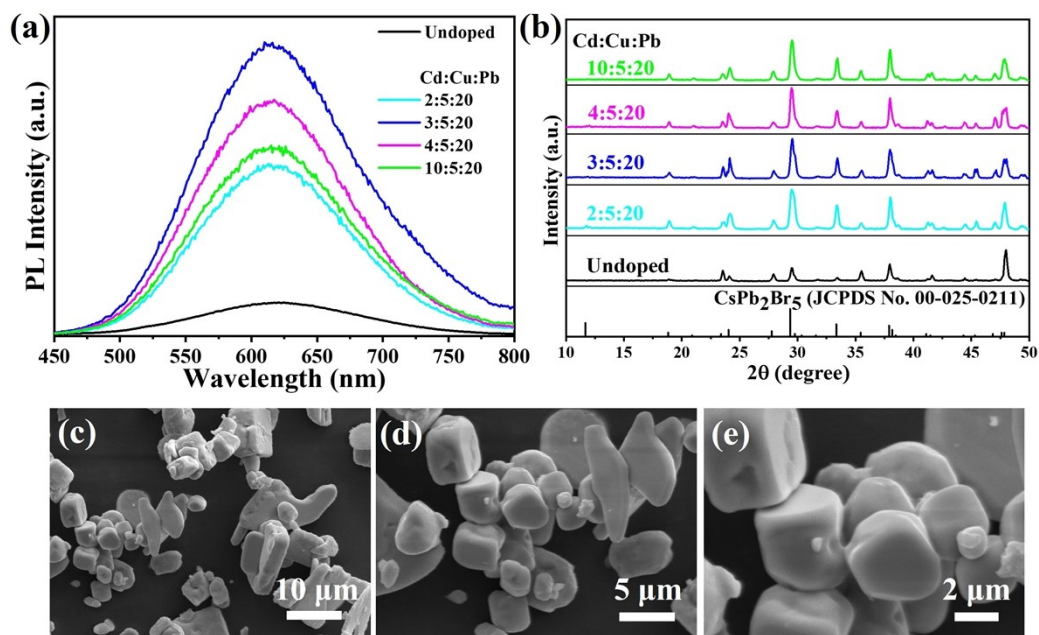 (a)
PL Intensity (a.u.)
Undoped
Cd:Cu:Pb
2:5:20
3:5:20
4:5:20
10:5:20
450 500 550 600 650 700 750 800
Wavelength (nm)
(b)
Intensity (a.u.)
Cd:Cu:Pb
10:5:20
4:5:20
3:5:20
2:5:20
Undoped
CsPb₂Br₅ (JCPDS No. 00-025-0211)
10 15 20 25 30 35 40 45 50
2θ (degree)
(c)
10 μm
(d)
5 μm
(e)
2 μm